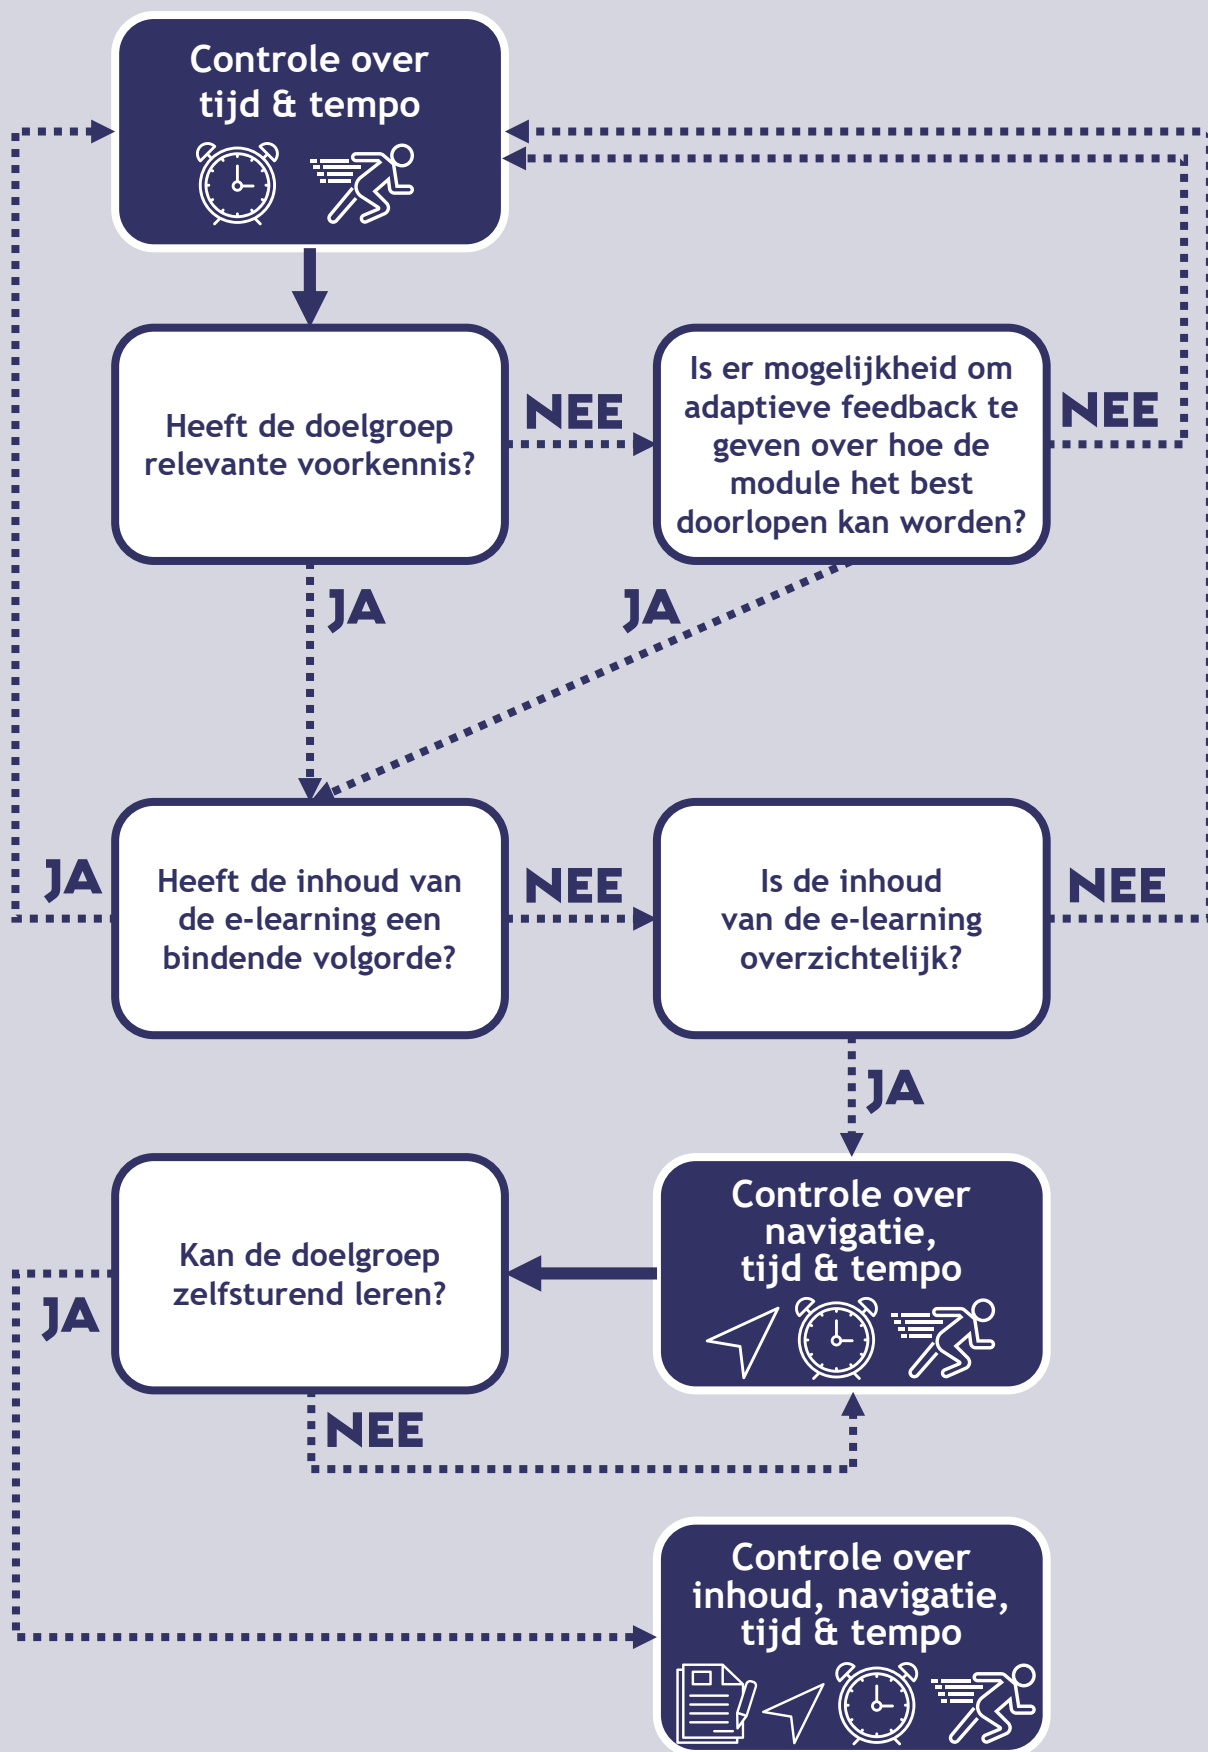 Controle over
tijd & tempo
Heeft de doelgroep
relevante voorkennis?
NEE
Is er mogelijkheid om
adaptieve feedback te
geven over hoe de
module het best
doorlopen kan worden?
NEE
JA
JA
JA
Heeft de inhoud van
de e-learning een
bindende volgorde?
NEE
Is de inhoud
van de e-learning
overzichtelijk?
NEE
JA
Controle over
navigatie,
tijd & tempo
Kan de doelgroep
zelfsturend leren?
JA
NEE
Controle over
inhoud, navigatie,
tijd & tempo